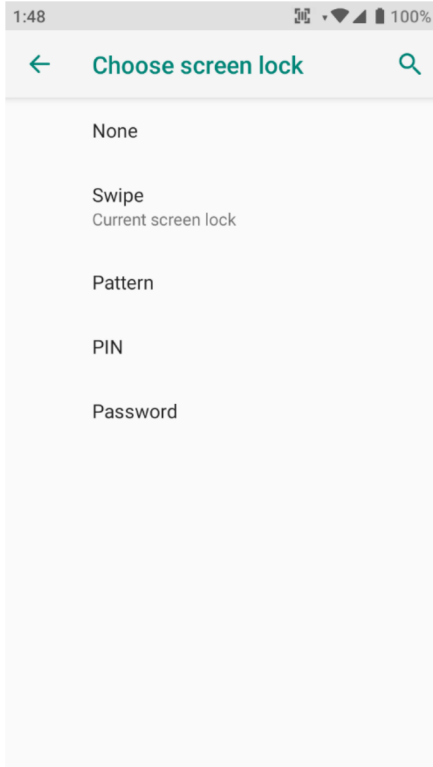 1:48
100%
Choose screen lock
None
Swipe
Current screen lock
Pattern
PIN
Password